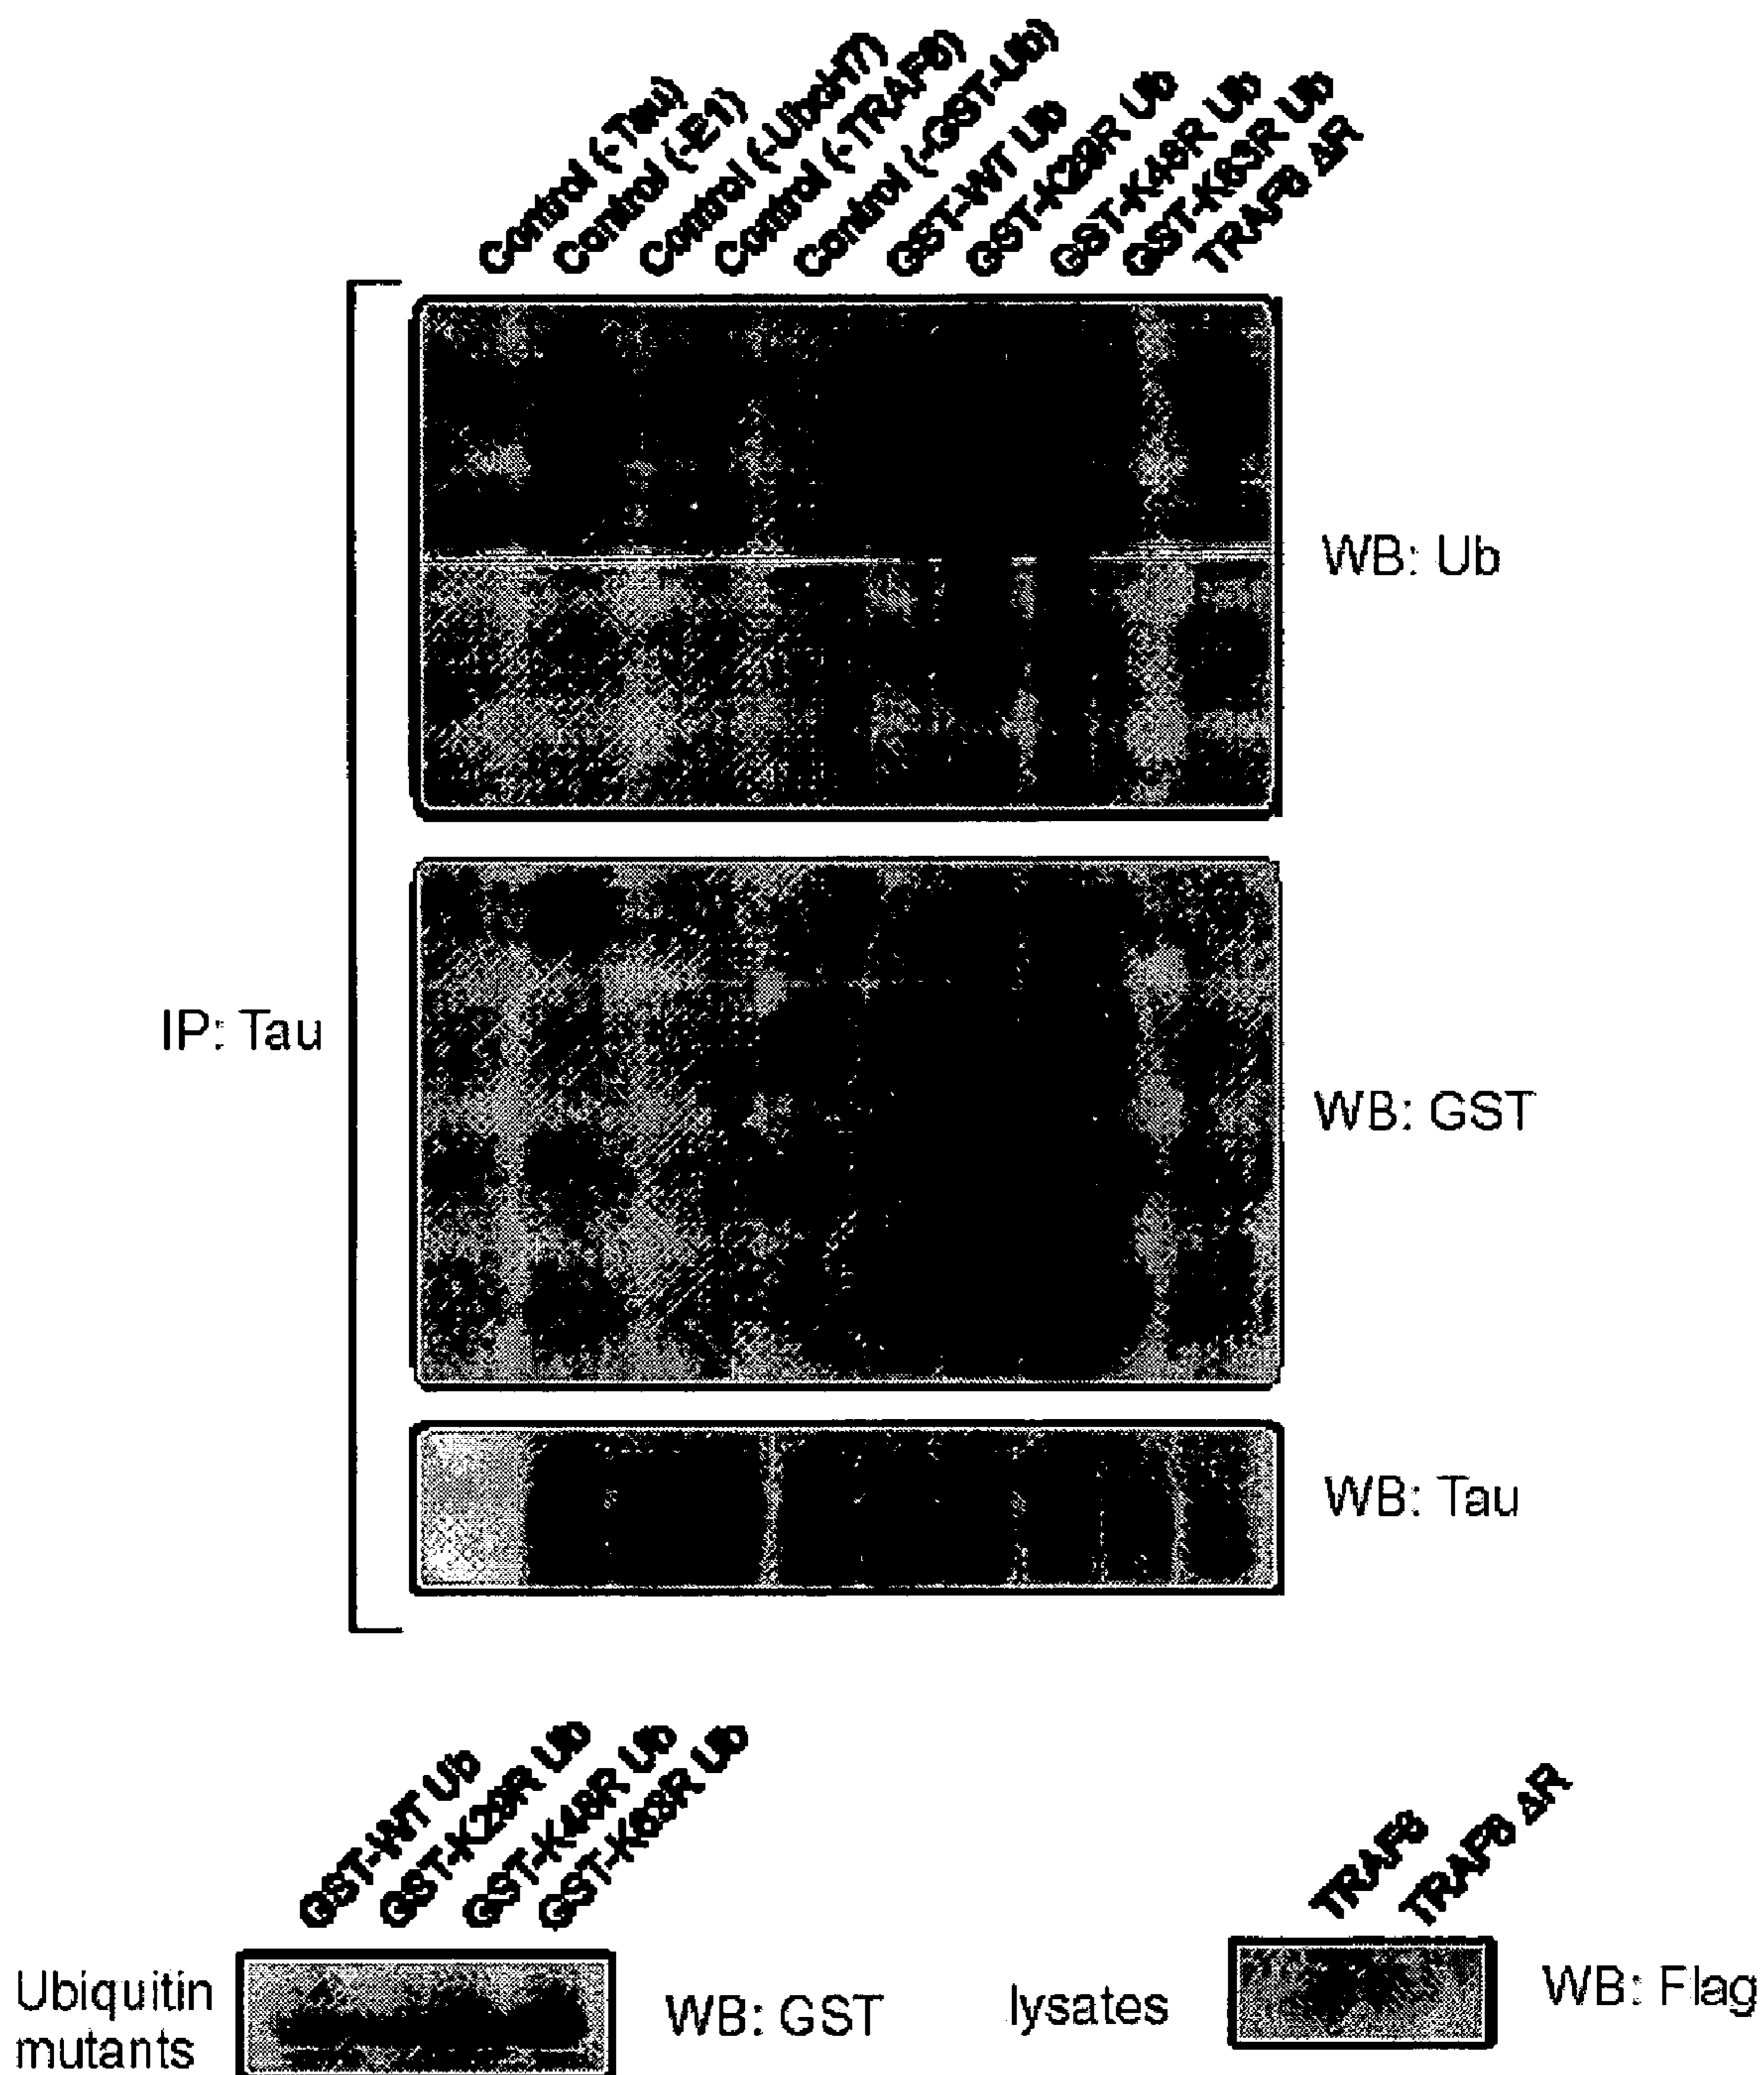 Control (-Tau)
Control (-E1)
Control (-UbcH7)
Control (-TRAF6)
Control (-GST-Ub)
GST-WT Ub
GST-K29R Ub
GST-K48R Ub
GST-K63R Ub
TRAF6 ΔR
WB: Ub
IP: Tau
WB: GST
WB: Tau
GST-WT Ub
GST-K29R Ub
GST-K48R Ub
GST-K63R Ub
TRAF6
TRAF6 ΔR
Ubiquitin
mutants
WB: GST
lysates
WB: Flag